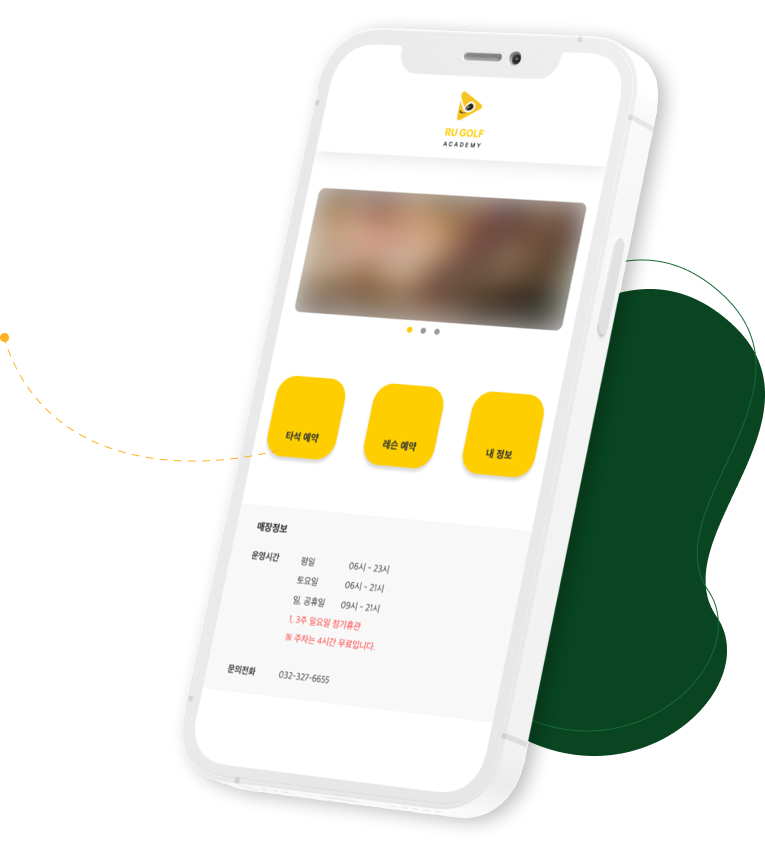 RU GOLF
ACADEMY
타석 예약
레슨 예약
내 정보
매장정보
운영시간 평일 06시 - 23시
토요일 06시 - 21시
일, 공휴일 09시 - 21시
1, 3주 일요일 정기휴관
※ 주차는 4시간 무료입니다.
문의전화 032-327-6655